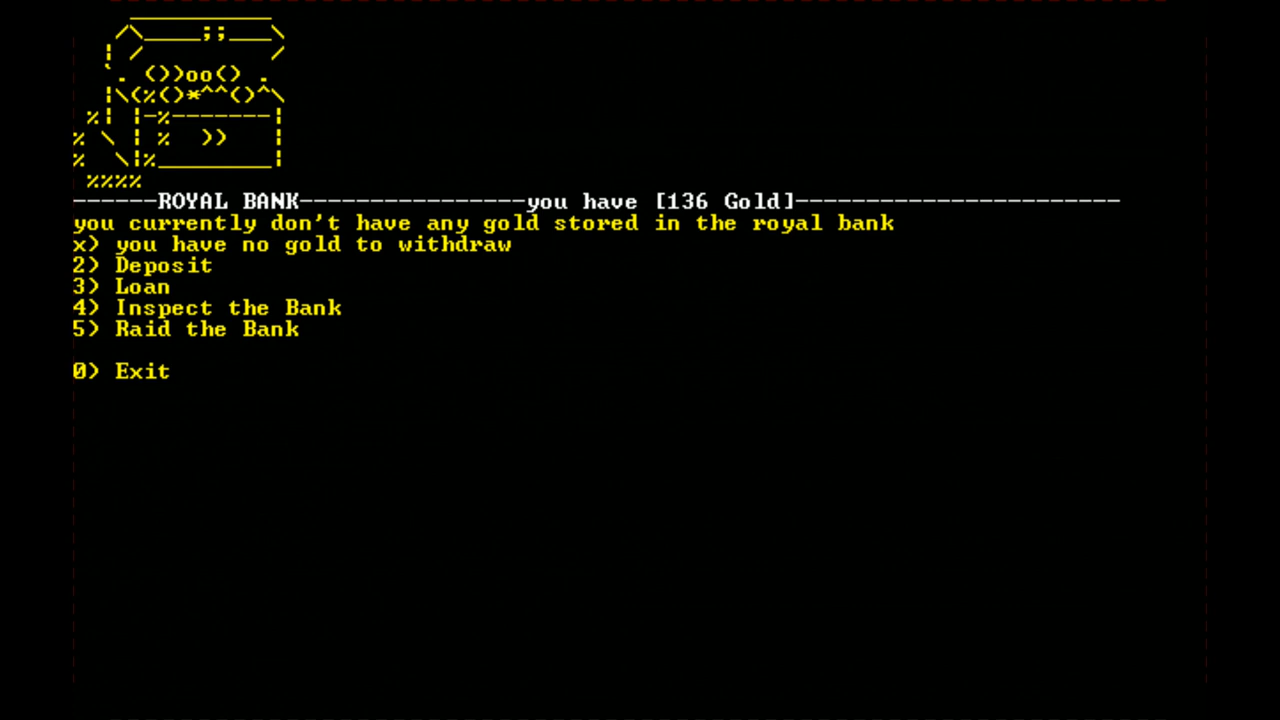 ------ROYAL BANK----------------you have [136 Gold]-----------------------
you currently don't have any gold stored in the royal bank
x) you have no gold to withdraw
2) Deposit
3) Loan
4) Inspect the Bank
5) Raid the Bank
0) Exit